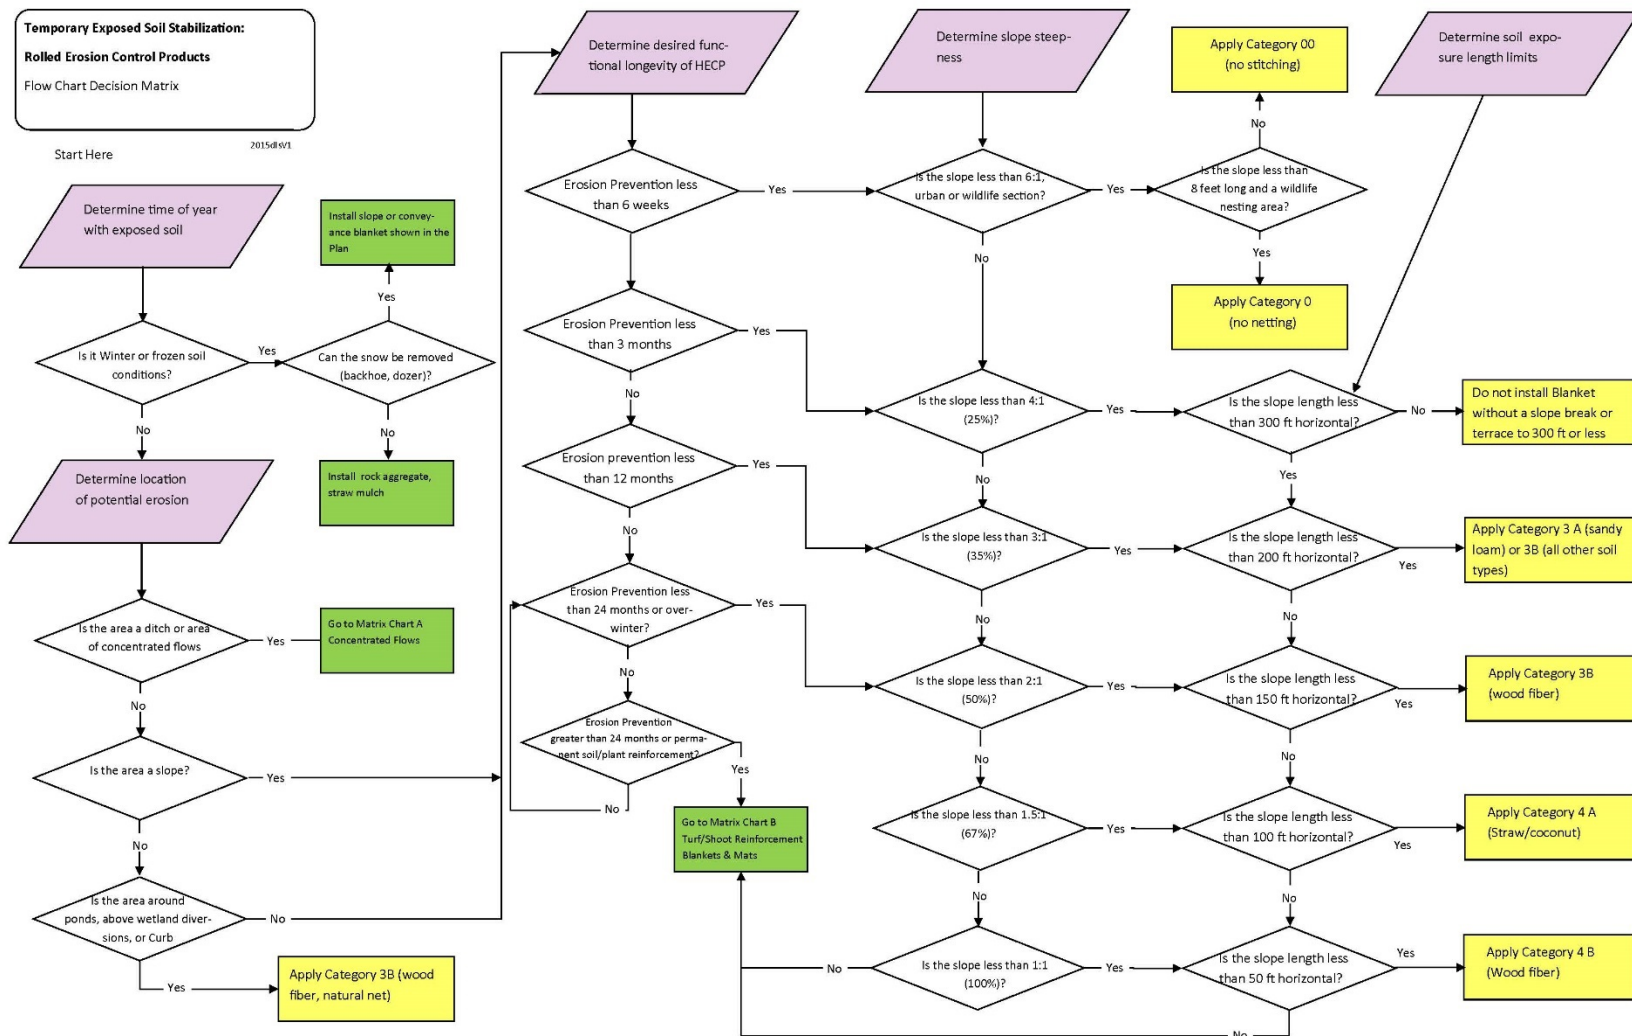 Temporary Exposed Soil Stabilization:
Rolled Erosion Control Products
Flow Chart Decision Matrix
2015dlsV1
Start Here
Determine time of year
with exposed soil
Is it Winter or frozen soil
conditions?
Yes
No
Can the snow be removed
(backhoe, dozer)?
Yes
Install slope or convey-
ance blanket shown in the
Plan
No
Install rock aggregate,
straw mulch
Determine location
of potential erosion
Is the area a ditch or area
of concentrated flows
Yes
Go to Matrix Chart A
Concentrated Flows
No
Is the area a slope?
Yes
No
Is the area around
ponds, above wetland diver-
sions, or Curb
No
Yes
Apply Category 3B (wood
fiber, natural net)
Determine desired func-
tional longevity of HECP
Erosion Prevention less
than 6 weeks
Yes
No
Erosion Prevention less
than 3 months
Yes
No
Erosion prevention less
than 12 months
Yes
No
Erosion Prevention less
than 24 months or over-
winter?
Yes
No
Erosion Prevention
greater than 24 months or perma-
nent soil/plant reinforcement?
Yes
No
Go to Matrix Chart B
Turf/Shoot Reinforcement
Blankets & Mats
Determine slope steep-
ness
Is the slope less than 6:1,
urban or wildlife section?
Yes
No
Is the slope less than
8 feet long and a wildlife
nesting area?
No
Apply Category 00
(no stitching)
Yes
Apply Category 0
(no netting)
Is the slope less than 4:1
(25%)?
Yes
No
Is the slope less than 3:1
(35%)?
Yes
No
Is the slope less than 2:1
(50%)?
Yes
No
Is the slope less than 1.5:1
(67%)?
Yes
No
Is the slope less than 1:1
(100%)?
Yes
No
Determine soil expo-
sure length limits
Is the slope length less
than 300 ft horizontal?
No
Do not install Blanket
without a slope break or
terrace to 300 ft or less
Yes
Is the slope length less
than 200 ft horizontal?
Yes
Apply Category 3 A (sandy
loam) or 3B (all other soil
types)
No
Is the slope length less
than 150 ft horizontal?
Yes
Apply Category 3B
(wood fiber)
No
Is the slope length less
than 100 ft horizontal?
Yes
Apply Category 4 A
(Straw/coconut)
No
Is the slope length less
than 50 ft horizontal?
Yes
Apply Category 4 B
(Wood fiber)
No